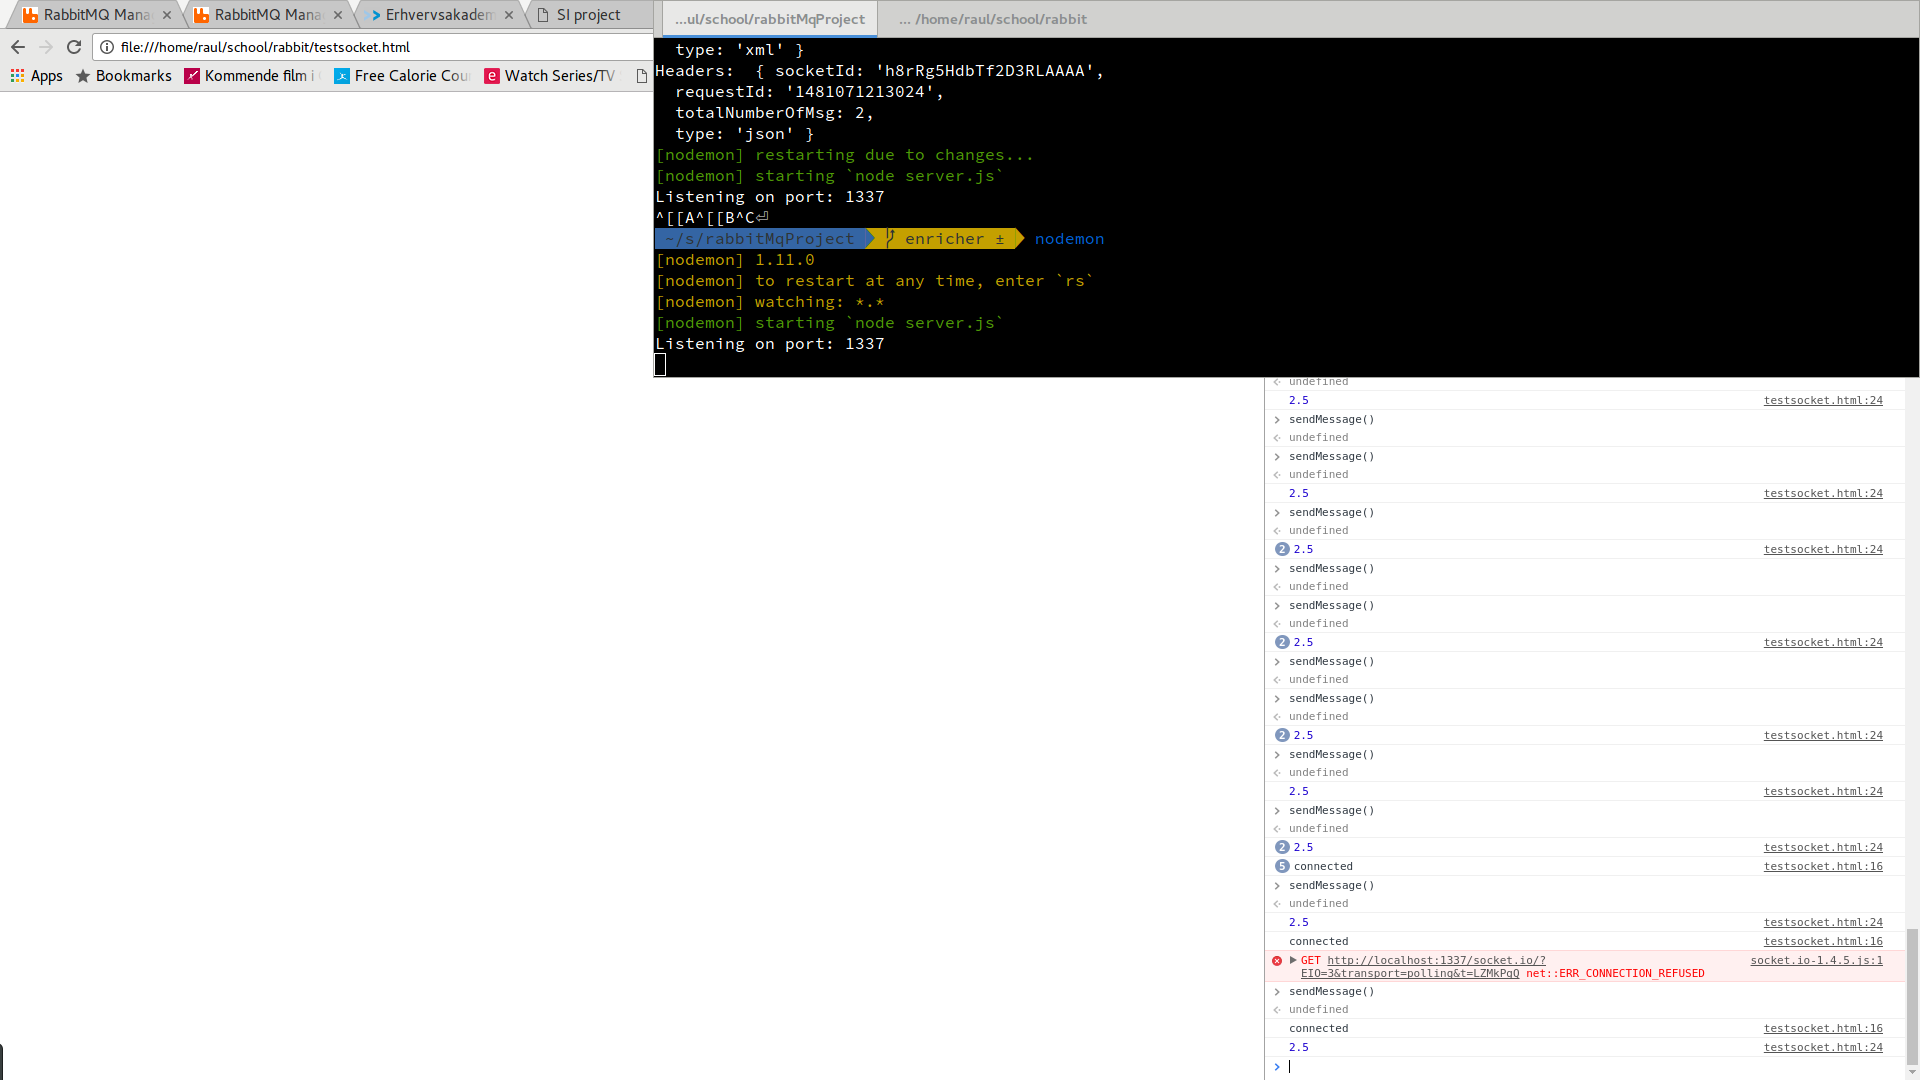 RabbitMQ Mana
RabbitMQ Mana
Erhvervsakadem
SI project
file:///home/raul/school/rabbit/testsocket.html
Apps
Bookmarks
Kommende film i
Free Calorie Cou
Watch Series/TV
...ul/school/rabbitMqProject
... /home/raul/school/rabbit
type: 'xml' }
Headers:  { socketId: 'h8rRg5HdbTf2D3RLAAAA',
requestId: '1481071213024',
totalNumberOfMsg: 2,
type: 'json' }
[nodemon] restarting due to changes...
[nodemon] starting `node server.js`
Listening on port: 1337
^[[A^[[B^C⏎
~/s/rabbitMqProject  enricher ±  nodemon
[nodemon] 1.11.0
[nodemon] to restart at any time, enter `rs`
[nodemon] watching: *.*
[nodemon] starting `node server.js`
Listening on port: 1337
undefined
2.5 testsocket.html:24
sendMessage()
undefined
sendMessage()
undefined
2.5 testsocket.html:24
sendMessage()
undefined
2 2.5 testsocket.html:24
sendMessage()
undefined
sendMessage()
undefined
2 2.5 testsocket.html:24
sendMessage()
undefined
sendMessage()
undefined
2 2.5 testsocket.html:24
sendMessage()
undefined
2.5 testsocket.html:24
sendMessage()
undefined
2 2.5 testsocket.html:24
5 connected testsocket.html:16
sendMessage()
undefined
2.5 testsocket.html:24
connected testsocket.html:16
GET http://localhost:1337/socket.io/? socket.io-1.4.5.js:1
EIO=3&transport=polling&t=LZMkPqQ net::ERR_CONNECTION_REFUSED
sendMessage()
undefined
connected testsocket.html:16
2.5 testsocket.html:24